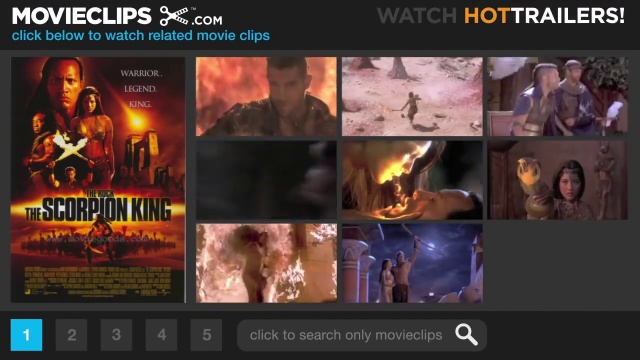 MOVIECLIPS .COM
WATCH HOTTRAILERS!
click below to watch related movie clips
WARRIOR.
LEGEND.
KING.
THE ROCK
THE SCORPION KING
1 2 3 4 5
click to search only movieclips